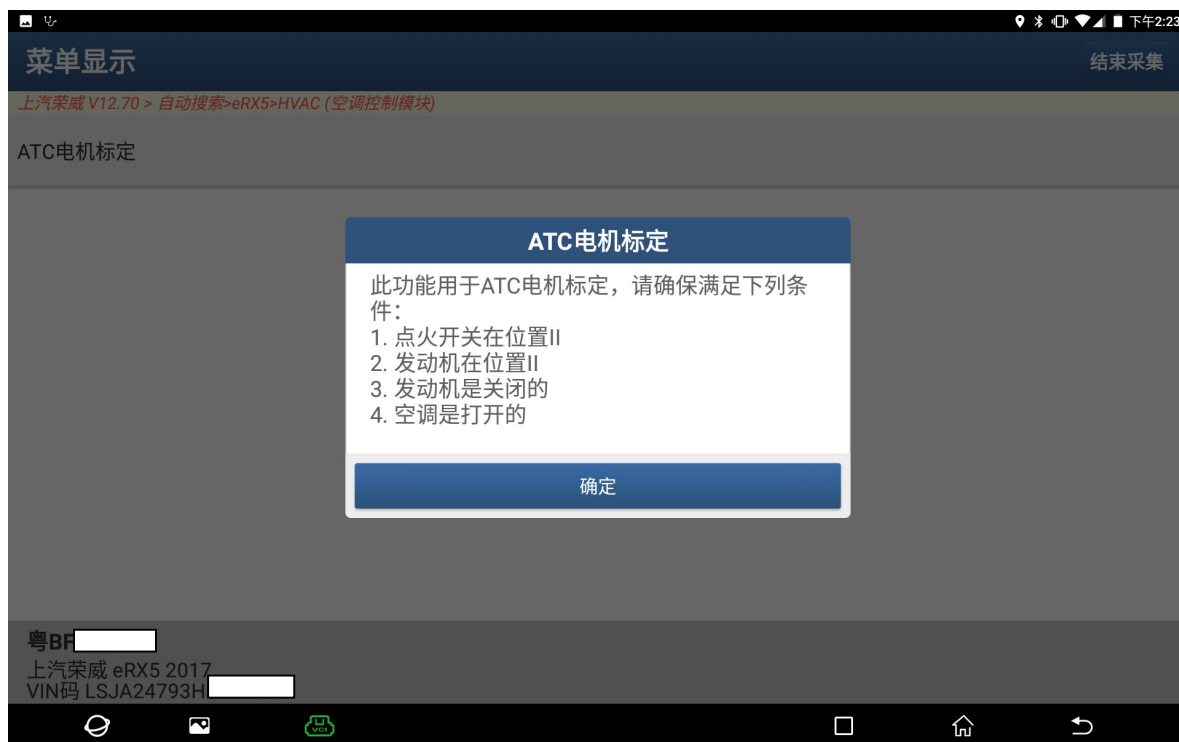 下午2:23
菜单显示
结束采集
上汽荣威 V12.70 > 自动搜索>eRX5>HVAC (空调控制模块)
ATC电机标定
ATC电机标定
此功能用于ATC电机标定，请确保满足下列条
件：
1. 点火开关在位置II
2. 发动机在位置II
3. 发动机是关闭的
4. 空调是打开的
确定
粤BF
上汽荣威 eRX5 2017
VIN码 LSJA24793H
VCI